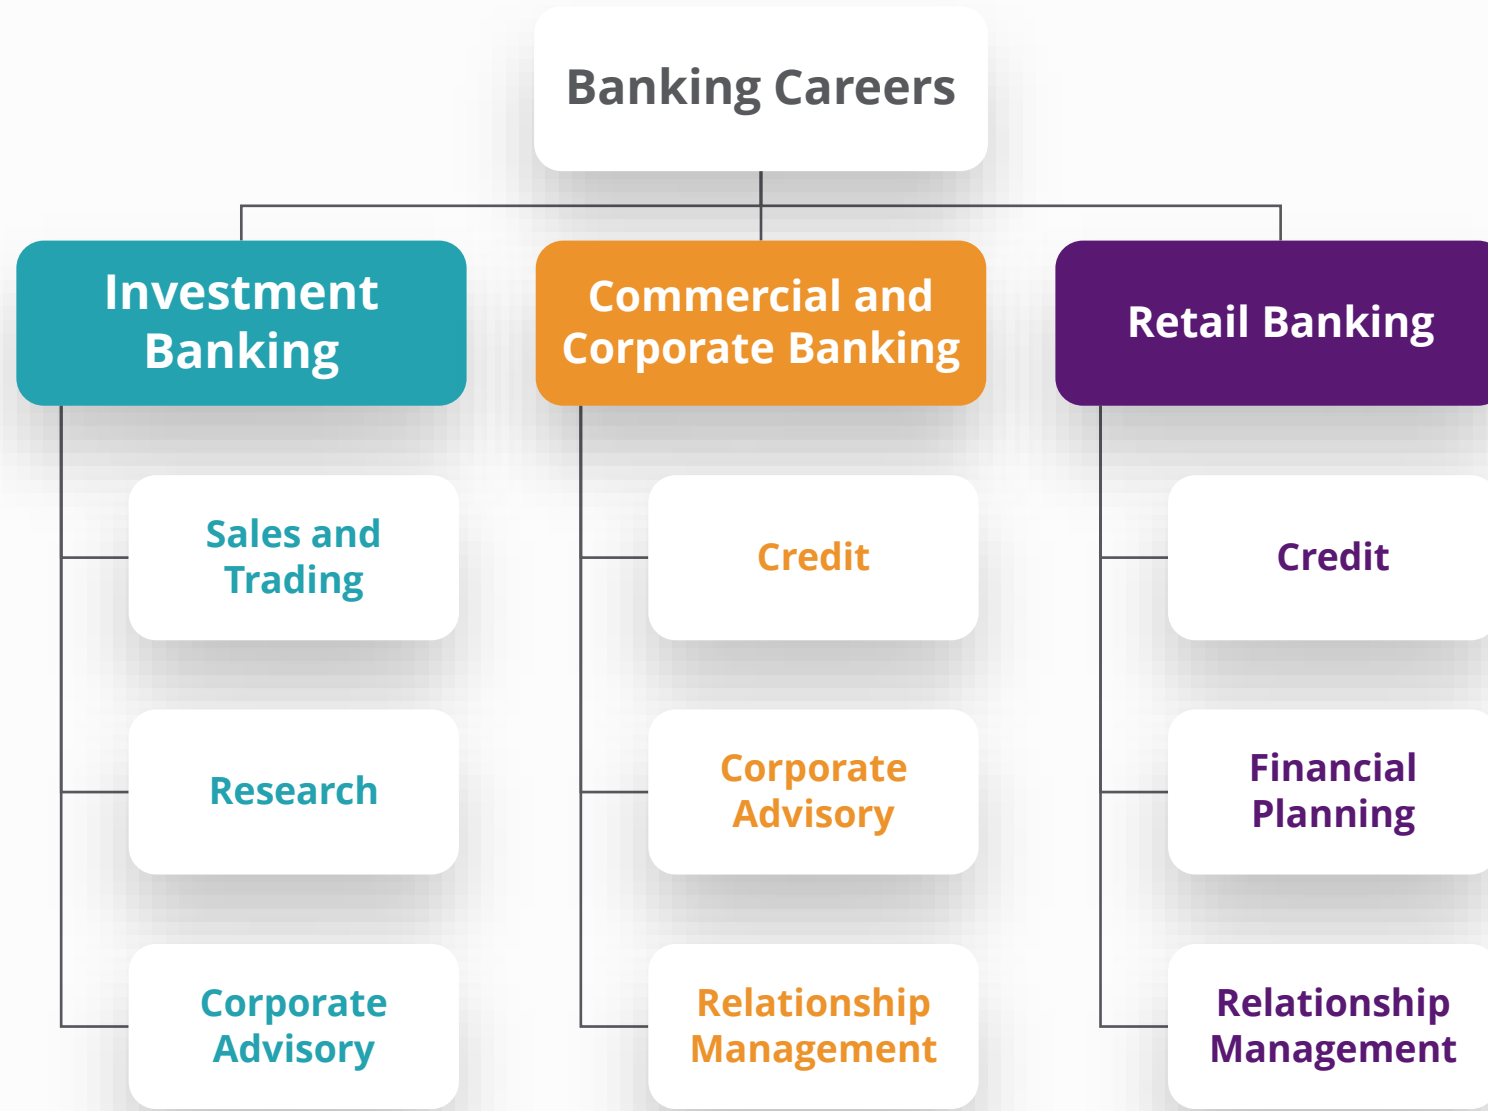 Banking Careers
Investment
Banking
Sales and
Trading
Research
Corporate
Advisory
Commercial and
Corporate Banking
Credit
Corporate
Advisory
Relationship
Management
Retail Banking
Credit
Financial
Planning
Relationship
Management